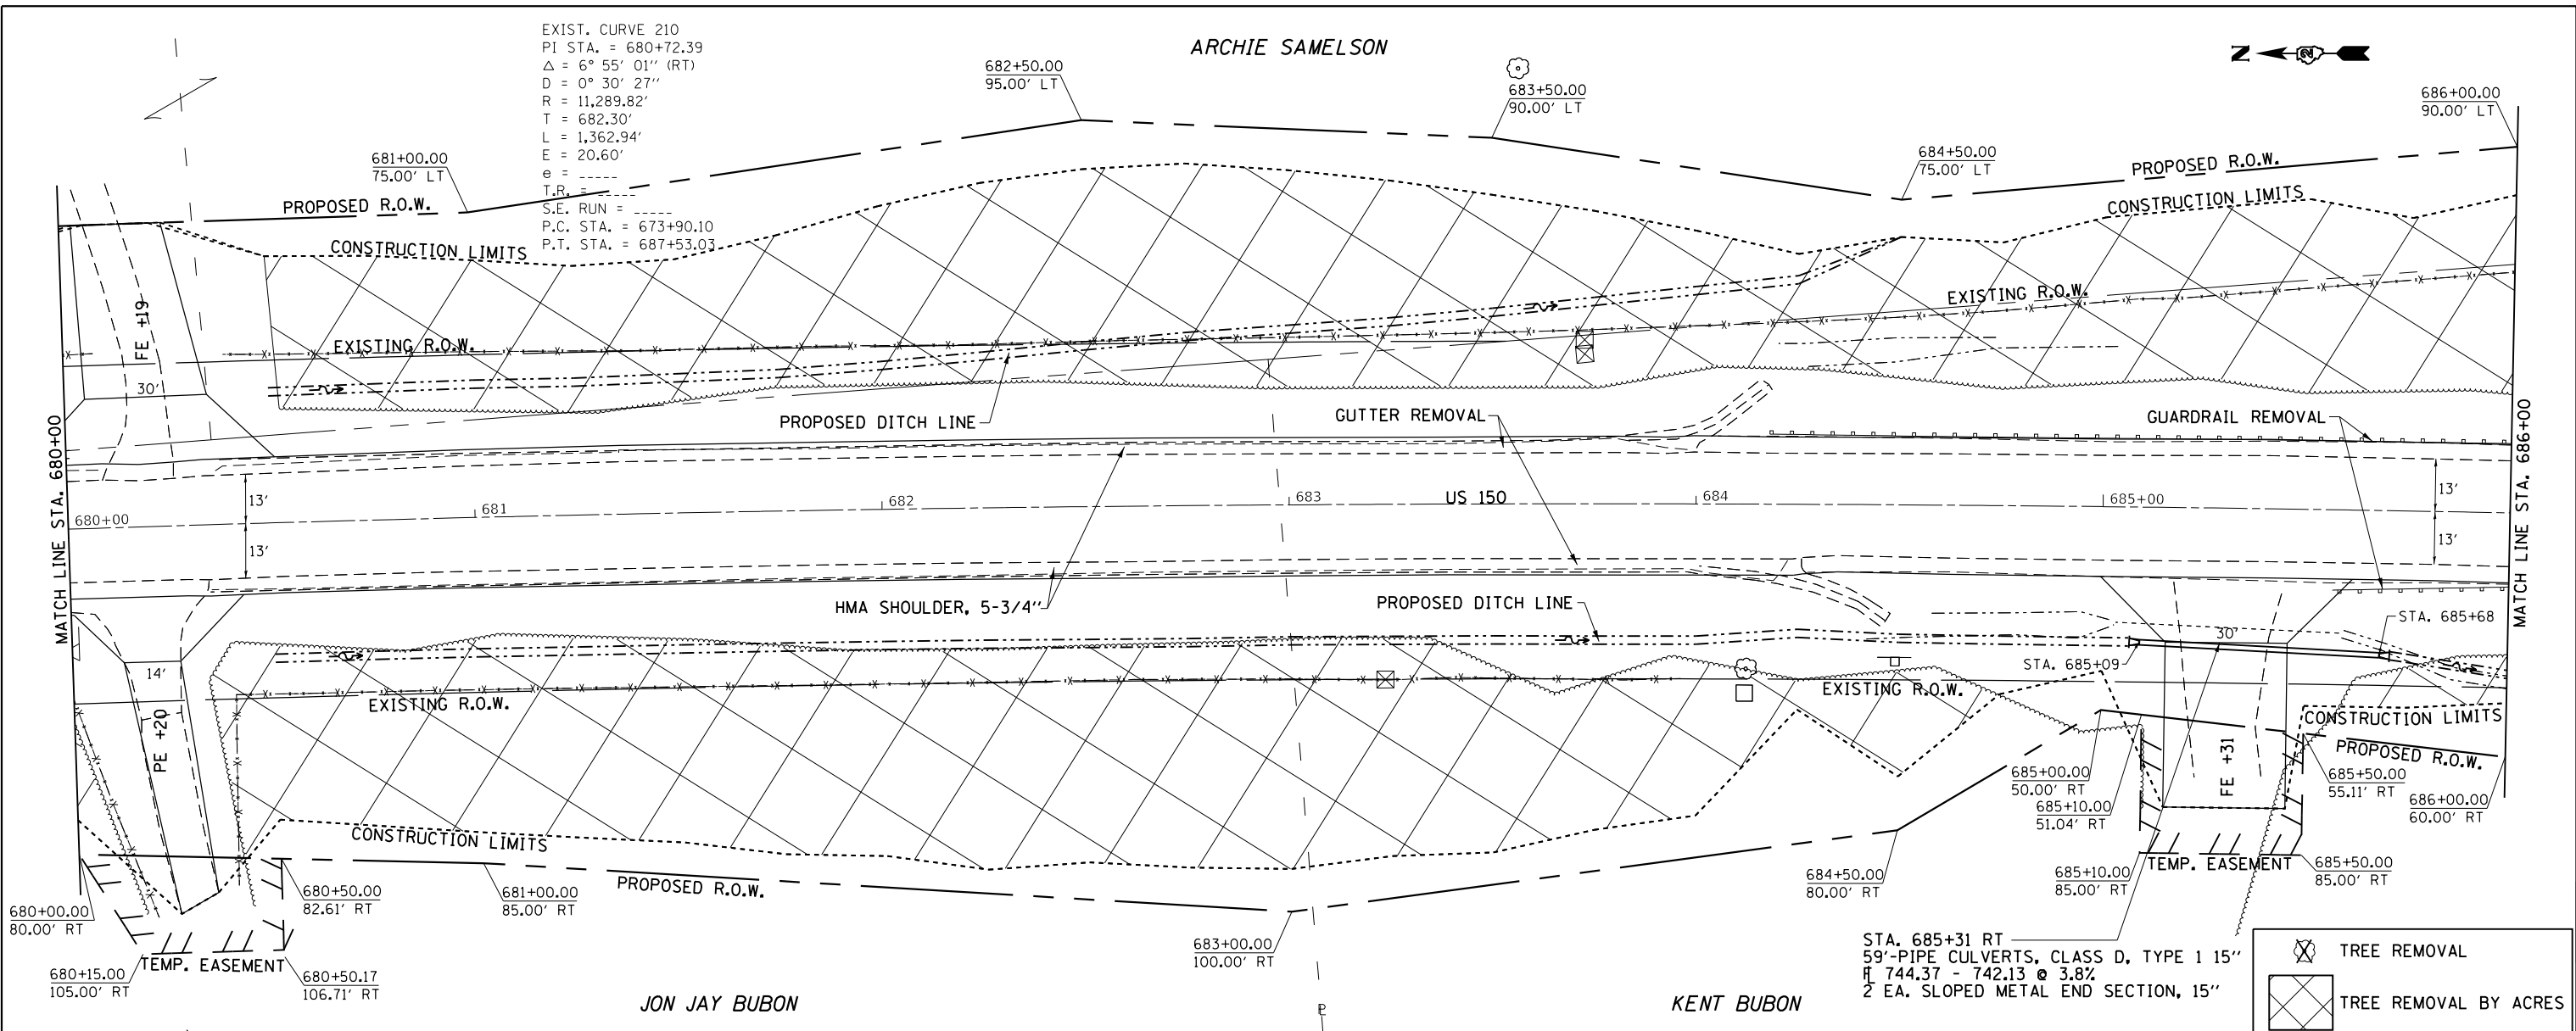 EXIST. CURVE 210
PI STA. = 680+72.39
△ = 6° 55' 01'' (RT)
D = 0° 30' 27''
R = 11,289.82'
T = 682.30'
L = 1,362.94'
E = 20.60'
e = _____
T.R. = _____
S.E. RUN = _____
P.C. STA. = 673+90.10
P.T. STA. = 687+53.03
ARCHIE SAMELSON
N
2
682+50.00
95.00' LT
683+50.00
90.00' LT
686+00.00
90.00' LT
681+00.00
75.00' LT
684+50.00
75.00' LT
PROPOSED R.O.W.
PROPOSED R.O.W.
CONSTRUCTION LIMITS
CONSTRUCTION LIMITS
FE +19
EXISTING R.O.W.
EXISTING R.O.W.
30'
PROPOSED DITCH LINE
GUTTER REMOVAL
GUARDRAIL REMOVAL
MATCH LINE STA. 680+00
MATCH LINE STA. 686+00
13'
13'
680+00
681
682
683
US 150
684
685+00
13'
13'
HMA SHOULDER, 5-3/4''
PROPOSED DITCH LINE
STA. 685+68
30'
STA. 685+09
14'
PE +20
EXISTING R.O.W.
EXISTING R.O.W.
CONSTRUCTION LIMITS
PROPOSED R.O.W.
FE +31
685+00.00
50.00' RT
685+10.00
51.04' RT
685+50.00
55.11' RT
686+00.00
60.00' RT
CONSTRUCTION LIMITS
PROPOSED R.O.W.
680+00.00
80.00' RT
680+50.00
82.61' RT
681+00.00
85.00' RT
684+50.00
80.00' RT
685+10.00
85.00' RT
TEMP. EASEMENT
685+50.00
85.00' RT
683+00.00
100.00' RT
680+15.00
105.00' RT
TEMP. EASEMENT
680+50.17
106.71' RT
JON JAY BUBON
KENT BUBON
STA. 685+31 RT
59'-PIPE CULVERTS, CLASS D, TYPE 1 15''
FL 744.37 - 742.13 @ 3.8%
2 EA. SLOPED METAL END SECTION, 15''
TREE REMOVAL
TREE REMOVAL BY ACRES